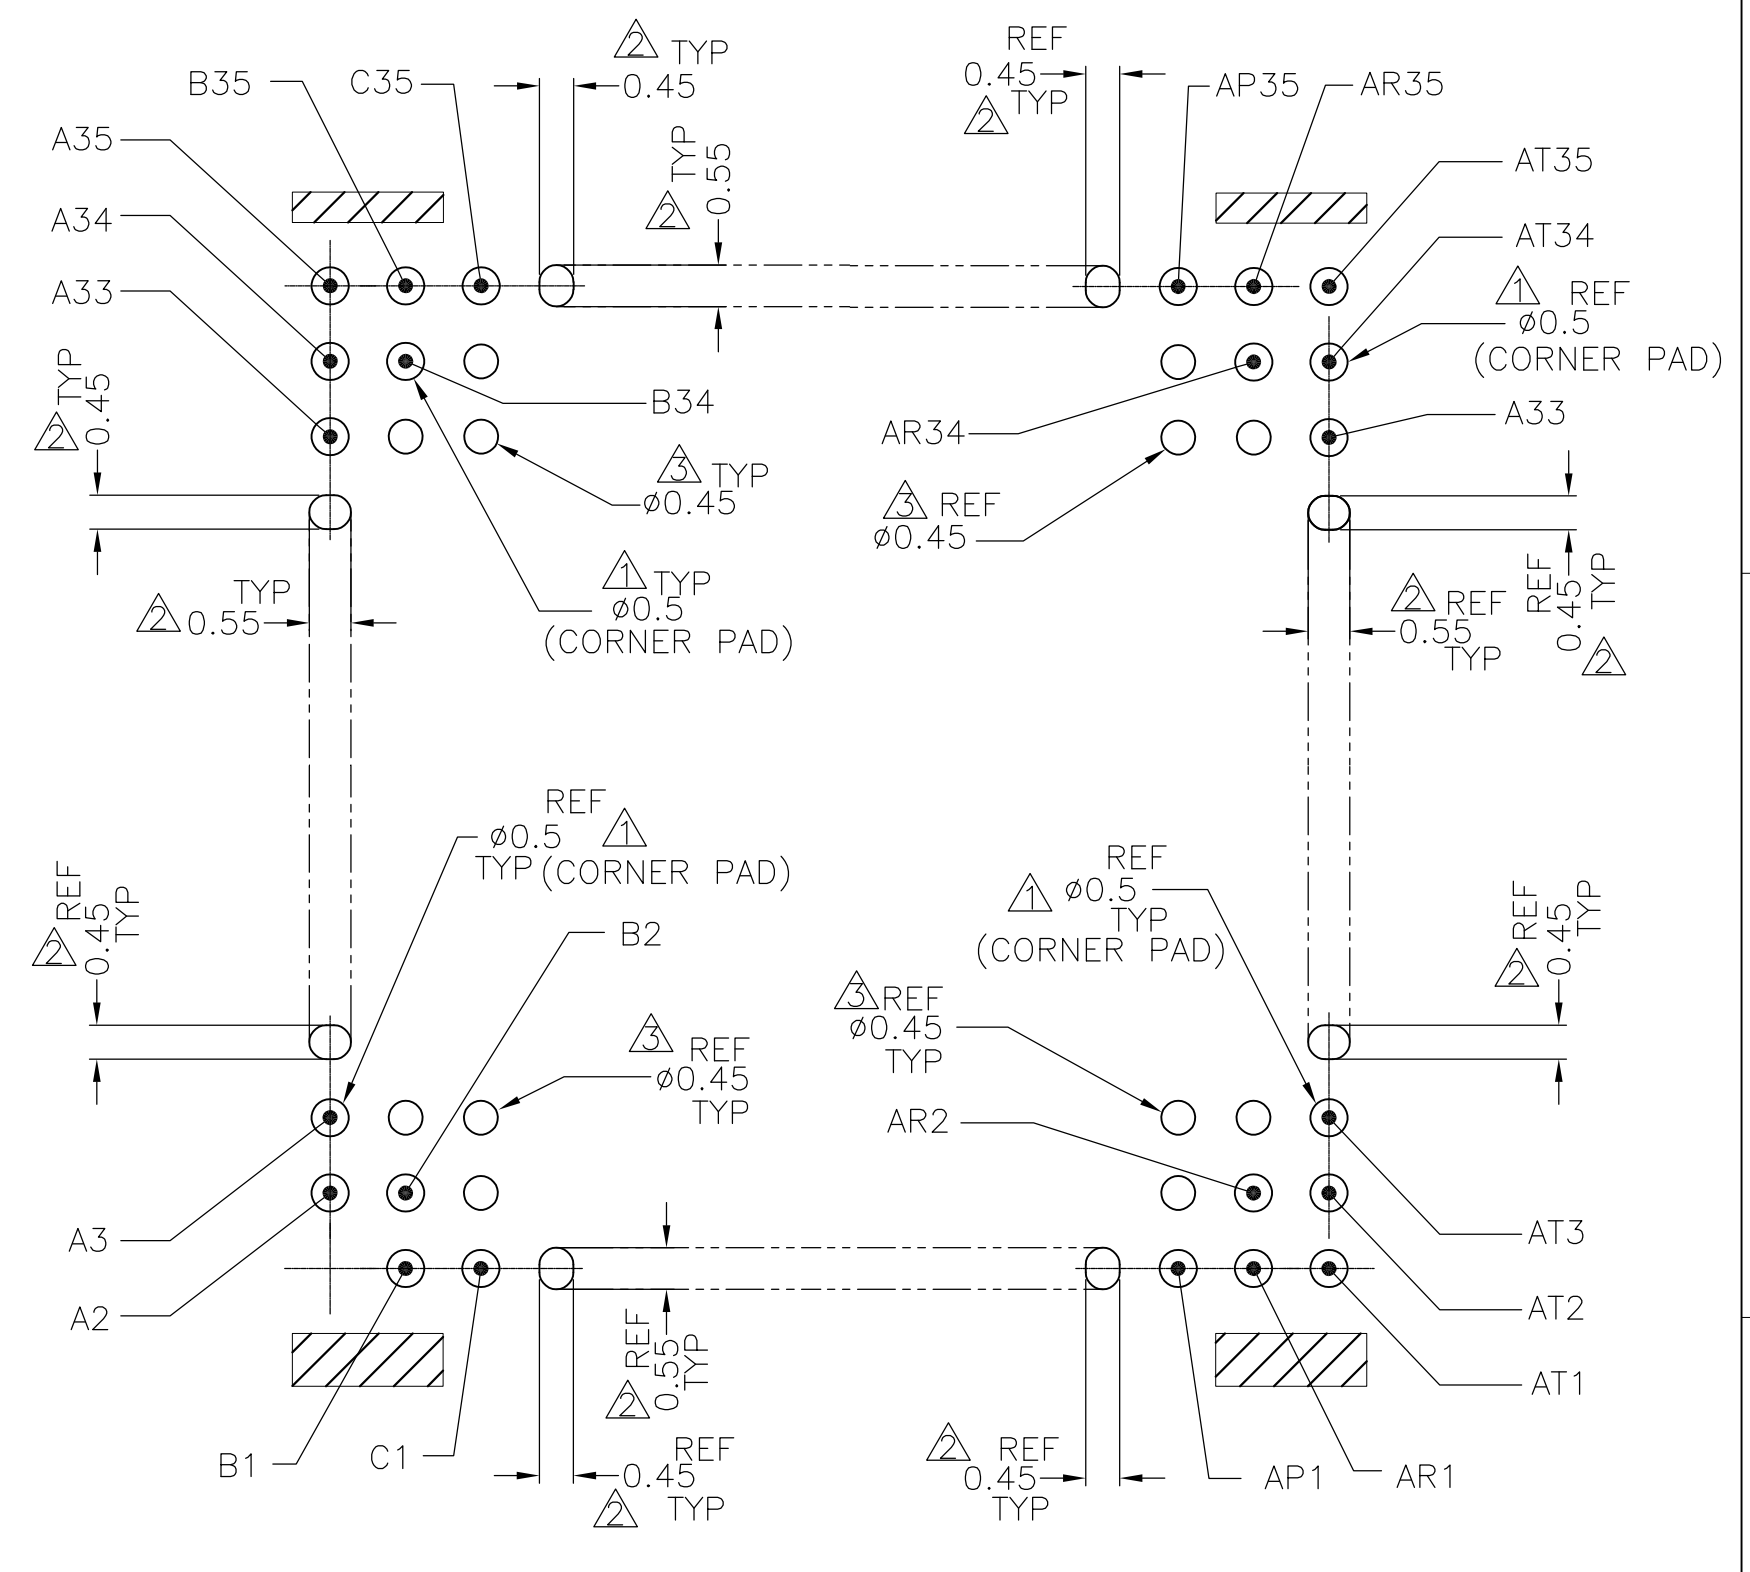 2 TYP
0.45
REF
0.45
TYP
2
B35
C35
AP35
AR35
A35
TYP
0.55
2
AT35
A34
AT34
A33
1 REF
ø0.5
(CORNER PAD)
TYP
0.45
2
B34
AR34
A33
3 TYP
ø0.45
3 REF
ø0.45
1 TYP
ø0.5
(CORNER PAD)
TYP
2 0.55
2 REF
0.55
TYP
REF
0.45
TYP
2
REF
ø0.5 1
TYP (CORNER PAD)
REF
1 ø0.5
TYP
(CORNER PAD)
REF
0.45
TYP
2
B2
REF
0.45
TYP
2
3 REF
ø0.45
TYP
3 REF
ø0.45
TYP
AR2
A3
AT3
A2
AT2
REF
0.55
TYP
2
AT1
B1
C1
REF
0.45
2 TYP
2 REF
0.45
TYP
AP1
AR1